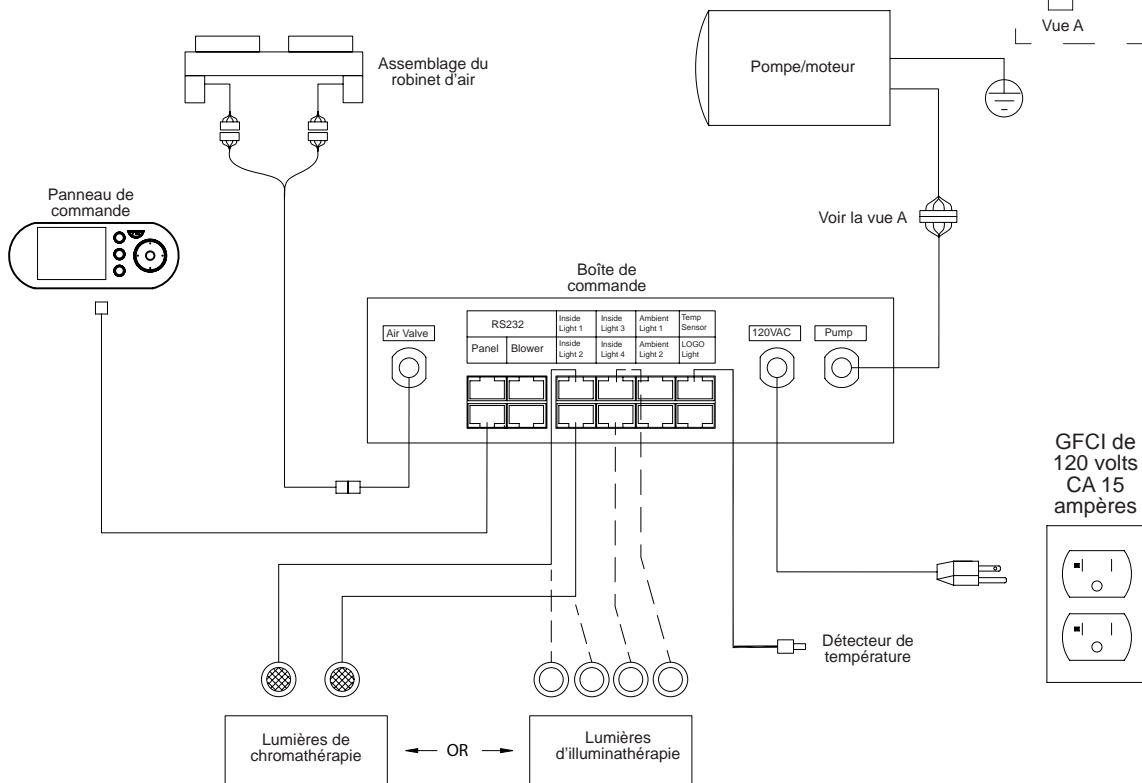 Vue A
Assemblage du
robinet d'air
Pompe/moteur
Panneau de
commande
Voir la vue A
Boîte de
commande
Air Valve
RS232
Inside
Light 1
Inside
Light 3
Ambient
Light 1
Temp
Sensor
120VAC
Pump
Panel
Blower
Inside
Light 2
Inside
Light 4
Ambient
Light 2
LOGO
Light
GFCI de
120 volts
CA 15
ampères
Détecteur de
température
Lumières de
chromathérapie
OR
Lumières
d'illuminathérapie